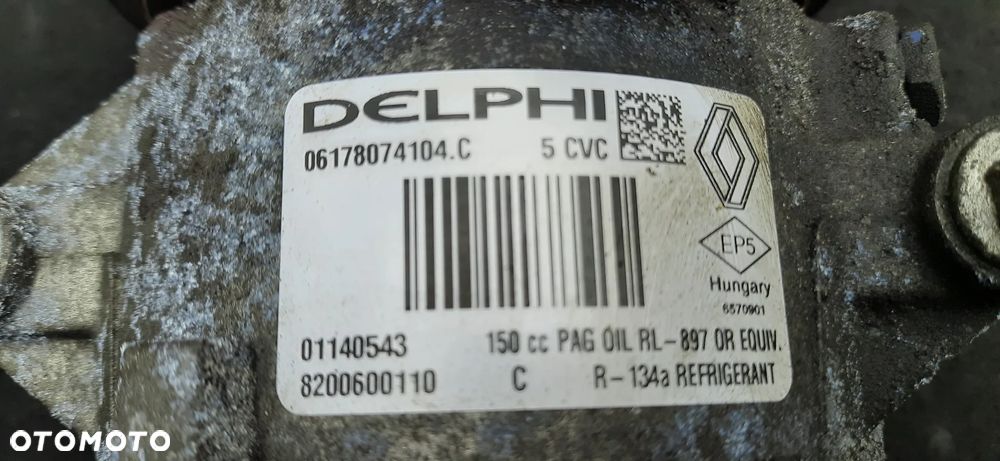 DELPHI
06178074104.C 5 CVC
EP5
Hungary
6570901
01140543 150 cc PAG OIL RL-897 OR EQUIV.
8200600110 C R-134a REFRIGERANT
OTOMOTO